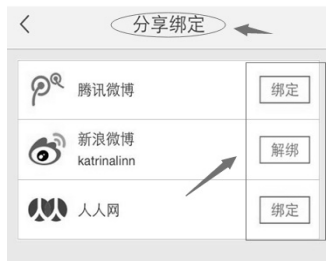 分享绑定
腾讯微博
绑定
新浪微博
katrinalinn
解绑
人人网
绑定